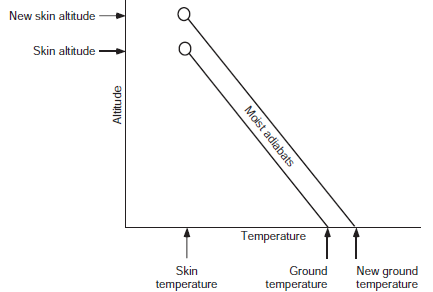 New skin altitude
Skin altitude
Altitude
Moist adiabats
Temperature
Skin
temperature
Ground
temperature
New ground
temperature